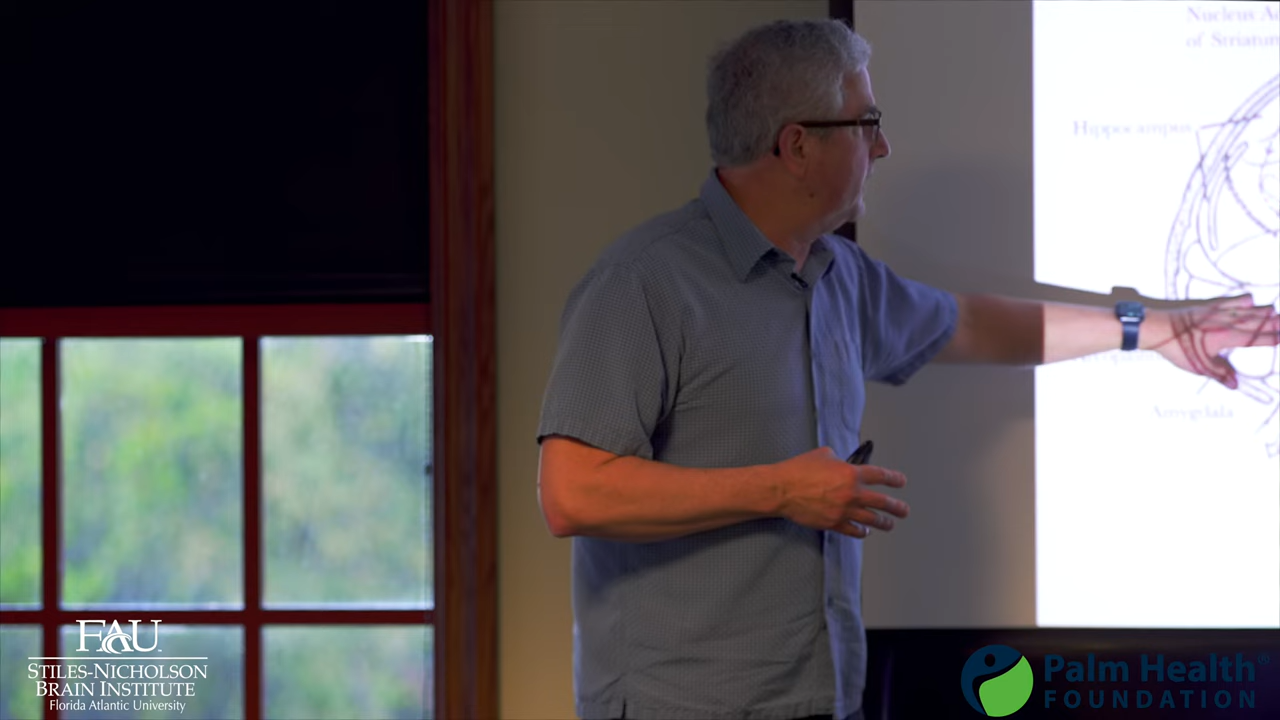 Nucleus
of Striatum
Hippocampus
Amygdala
FAU
STILES-NICHOLSON
BRAIN INSTITUTE
Florida Atlantic University
Palm Health®
FOUNDATION